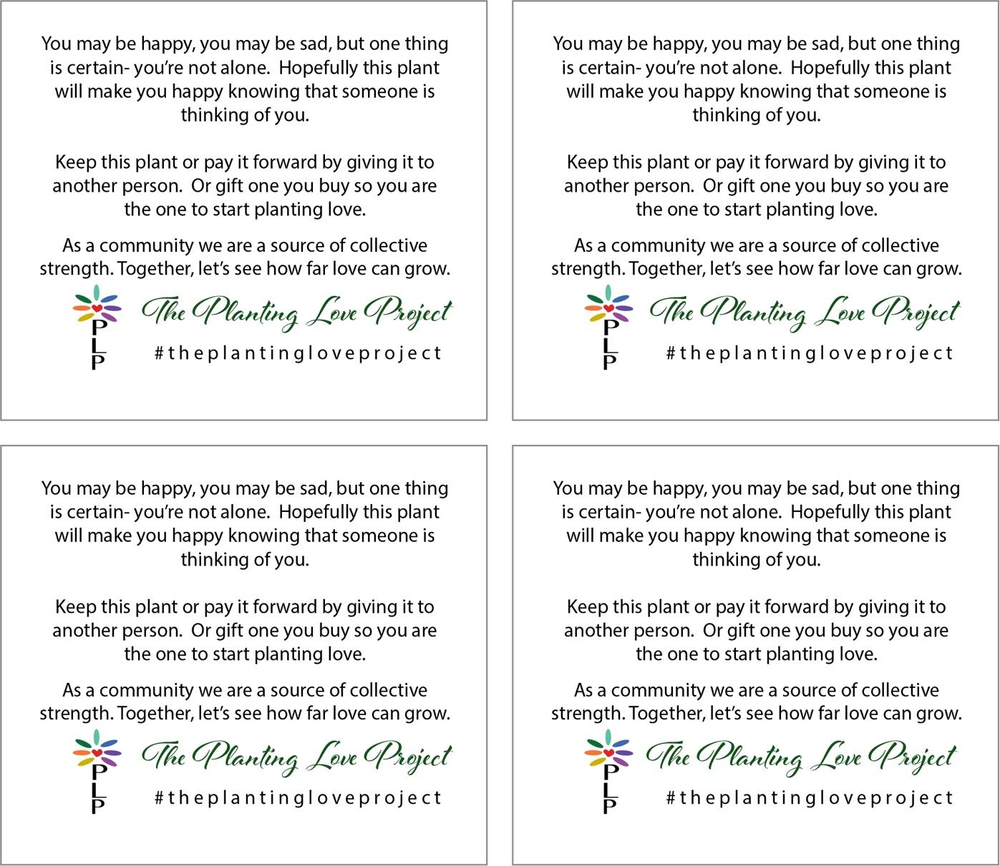 You may be happy, you may be sad, but one thing
is certain- you’re not alone.  Hopefully this plant
will make you happy knowing that someone is
thinking of you.
Keep this plant or pay it forward by giving it to
another person.  Or gift one you buy so you are
the one to start planting love.
As a community we are a source of collective
strength. Together, let’s see how far love can grow.
The Planting Love Project
P
L
P
#theplantingloveproject
You may be happy, you may be sad, but one thing
is certain- you’re not alone.  Hopefully this plant
will make you happy knowing that someone is
thinking of you.
Keep this plant or pay it forward by giving it to
another person.  Or gift one you buy so you are
the one to start planting love.
As a community we are a source of collective
strength. Together, let’s see how far love can grow.
The Planting Love Project
P
L
P
#theplantingloveproject
You may be happy, you may be sad, but one thing
is certain- you’re not alone.  Hopefully this plant
will make you happy knowing that someone is
thinking of you.
Keep this plant or pay it forward by giving it to
another person.  Or gift one you buy so you are
the one to start planting love.
As a community we are a source of collective
strength. Together, let’s see how far love can grow.
The Planting Love Project
P
L
P
#theplantingloveproject
You may be happy, you may be sad, but one thing
is certain- you’re not alone.  Hopefully this plant
will make you happy knowing that someone is
thinking of you.
Keep this plant or pay it forward by giving it to
another person.  Or gift one you buy so you are
the one to start planting love.
As a community we are a source of collective
strength. Together, let’s see how far love can grow.
The Planting Love Project
P
L
P
#theplantingloveproject